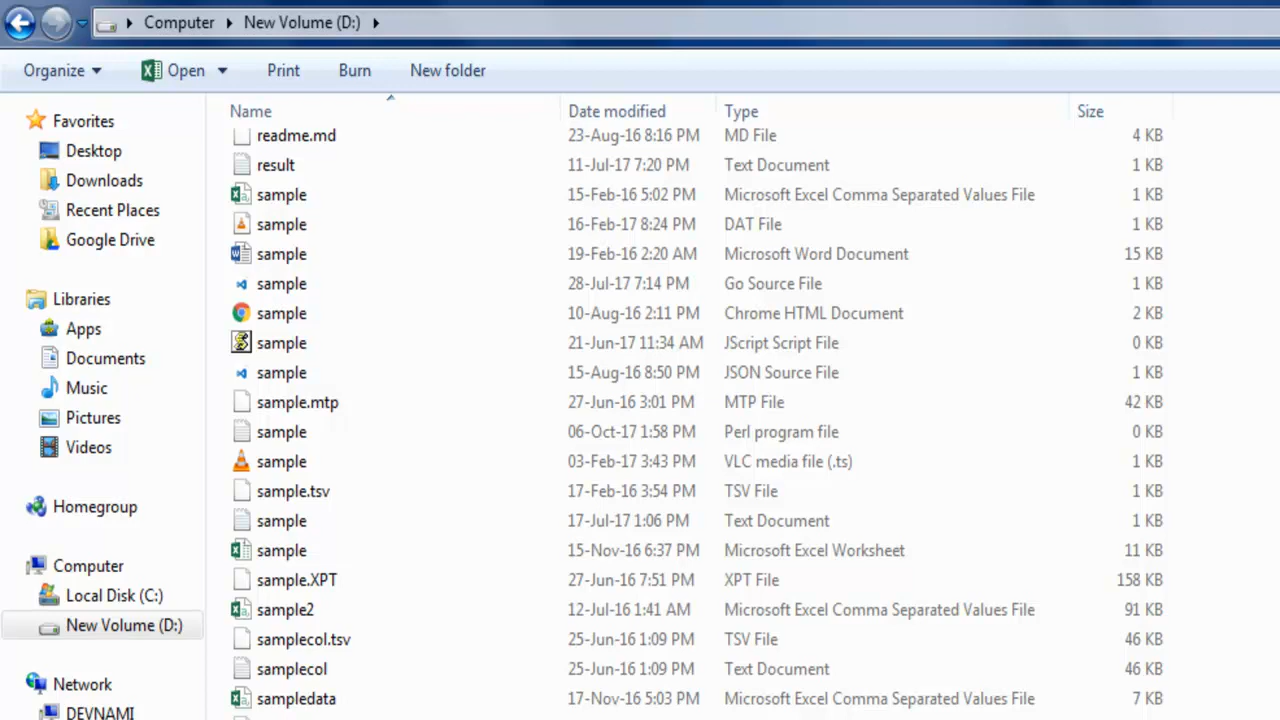 Computer New Volume (D:)
Organize Open Print Burn New folder
Favorites
Desktop
Downloads
Recent Places
Google Drive
Libraries
Apps
Documents
Music
Pictures
Videos
Homegroup
Computer
Local Disk (C:)
New Volume (D:)
Network
DEVNAMI
Name Date modified Type Size
readme.md 23-Aug-16 8:16 PM MD File 4 KB
result 11-Jul-17 7:20 PM Text Document 1 KB
sample 15-Feb-16 5:02 PM Microsoft Excel Comma Separated Values File 1 KB
sample 16-Feb-17 8:24 PM DAT File 1 KB
sample 19-Feb-16 2:20 AM Microsoft Word Document 15 KB
sample 28-Jul-17 7:14 PM Go Source File 1 KB
sample 10-Aug-16 2:11 PM Chrome HTML Document 2 KB
sample 21-Jun-17 11:34 AM JScript Script File 0 KB
sample 15-Aug-16 8:50 PM JSON Source File 1 KB
sample.mtp 27-Jun-16 3:01 PM MTP File 42 KB
sample 06-Oct-17 1:58 PM Perl program file 0 KB
sample 03-Feb-17 3:43 PM VLC media file (.ts) 1 KB
sample.tsv 17-Feb-16 3:54 PM TSV File 1 KB
sample 17-Jul-17 1:06 PM Text Document 1 KB
sample 15-Nov-16 6:37 PM Microsoft Excel Worksheet 11 KB
sample.XPT 27-Jun-16 7:51 PM XPT File 158 KB
sample2 12-Jul-16 1:41 AM Microsoft Excel Comma Separated Values File 91 KB
samplecol.tsv 25-Jun-16 1:09 PM TSV File 46 KB
samplecol 25-Jun-16 1:09 PM Text Document 46 KB
sampledata 17-Nov-16 5:03 PM Microsoft Excel Comma Separated Values File 7 KB